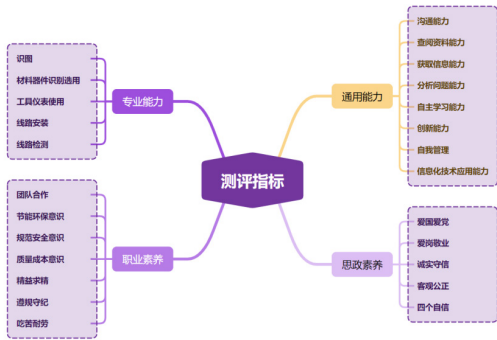 测评指标
专业能力
识图
材料器件识别选用
工具仪表使用
线路安装
线路检测
职业素养
团队合作
节能环保意识
规范安全意识
质量成本意识
精益求精
遵规守纪
吃苦耐劳
通用能力
沟通能力
查阅资料能力
获取信息能力
分析问题能力
自主学习能力
创新能力
自我管理
信息化技术应用能力
思政素养
爱国爱党
爱岗敬业
诚实守信
客观公正
四个自信